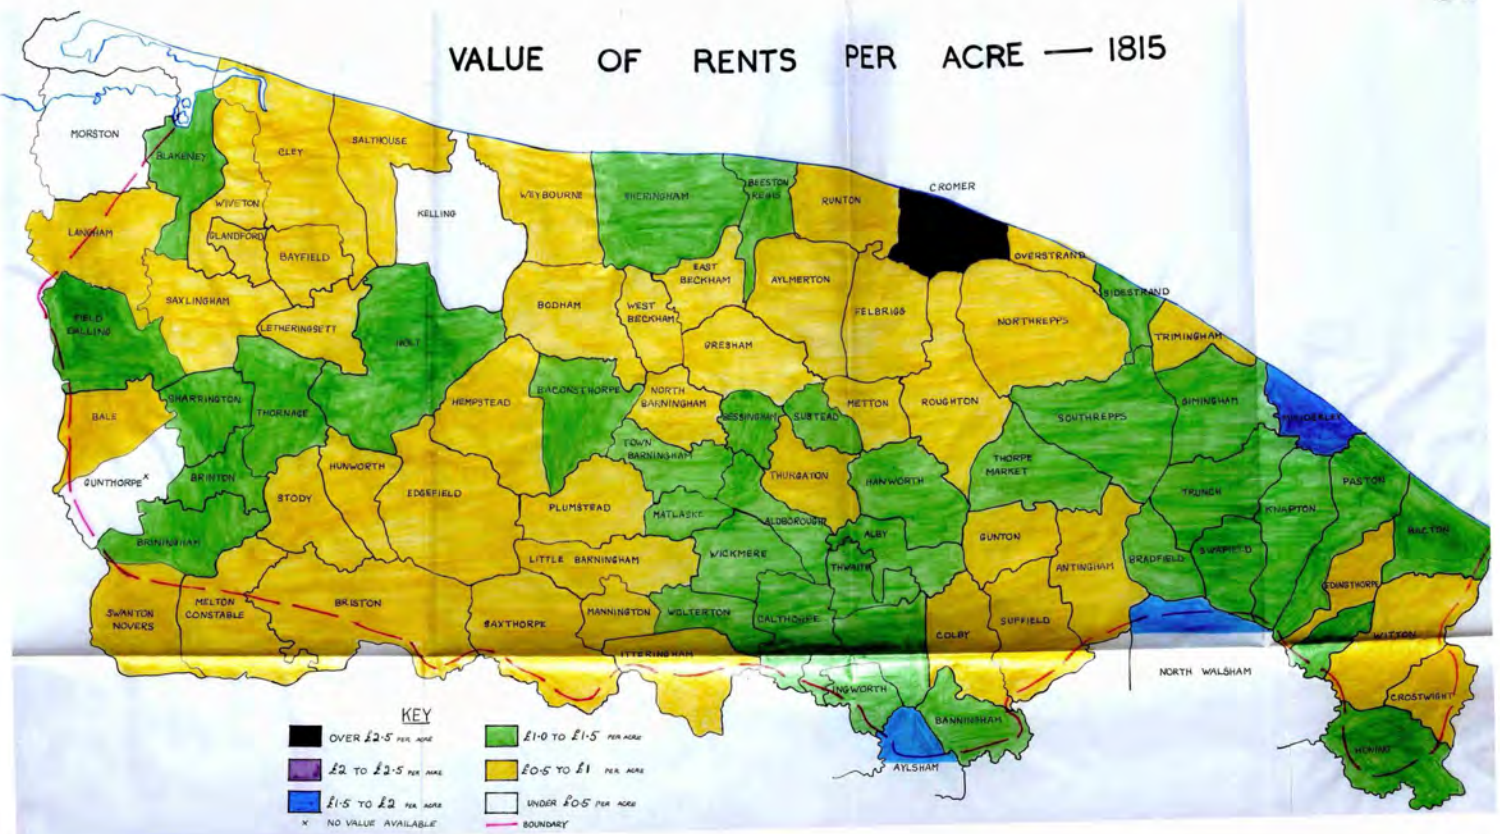 VALUE OF RENTS PER ACRE — 1815
MORSTON
BLAKENEY
CLEY
SALTHOUSE
WIVETON
KELLING
WEYBOURNE
SHERINGHAM
BEESTON
REGIS
RUNTON
CROMER
LANGHAM
GLANDFORD
BAYFIELD
OVERSTRAND
EAST
BECKHAM
AYLMERTON
SIDESTRAND
SAXLINGHAM
LETHERINGSETT
BODHAM
WEST
BECKHAM
FELBRIGG
NORTHREPPS
TRIMINGHAM
FIELD
DALLING
HOLT
GRESHAM
BALE
SHARRINGTON
THORNAGE
HEMPSTEAD
BACONSTHORPE
NORTH
BARNINGHAM
BESSINGHAM
SUSTEAD
METTON
ROUGHTON
SOUTHREPPS
GIMINGHAM
MUNDESLEY
TOWN
BARNINGHAM
GUNTHORPE x
BRINTON
HUNWORTH
STODY
EDGEFIELD
PLUMSTEAD
THURGATON
HANWORTH
THORPE
MARKET
TRUNCH
KNAPTON
PASTON
MATLASKE
ALDBOROUGH
BRININGHAM
LITTLE BARNINGHAM
WICKMERE
ALBY
THWAITE
GUNTON
ANTINGHAM
BRADFIELD
SWAFIELD
BACTON
EDINGTHORPE
SWANTON
NOVERS
MELTON
CONSTABLE
BRISTON
SAXTHORPE
MANNINGTON
WOLTERTON
CALTHORPE
COLBY
SUFFIELD
WITTON
ITTERINGHAM
INGWORTH
BANNINGHAM
NORTH WALSHAM
CROSTWIGHT
AYLSHAM
HONING
KEY
OVER £2·5 PER ACRE
£2 TO £2·5 PER ACRE
£1·5 TO £2 PER ACRE
x NO VALUE AVAILABLE
£1·0 TO £1·5 PER ACRE
£0·5 TO £1 PER ACRE
UNDER £0·5 PER ACRE
BOUNDARY